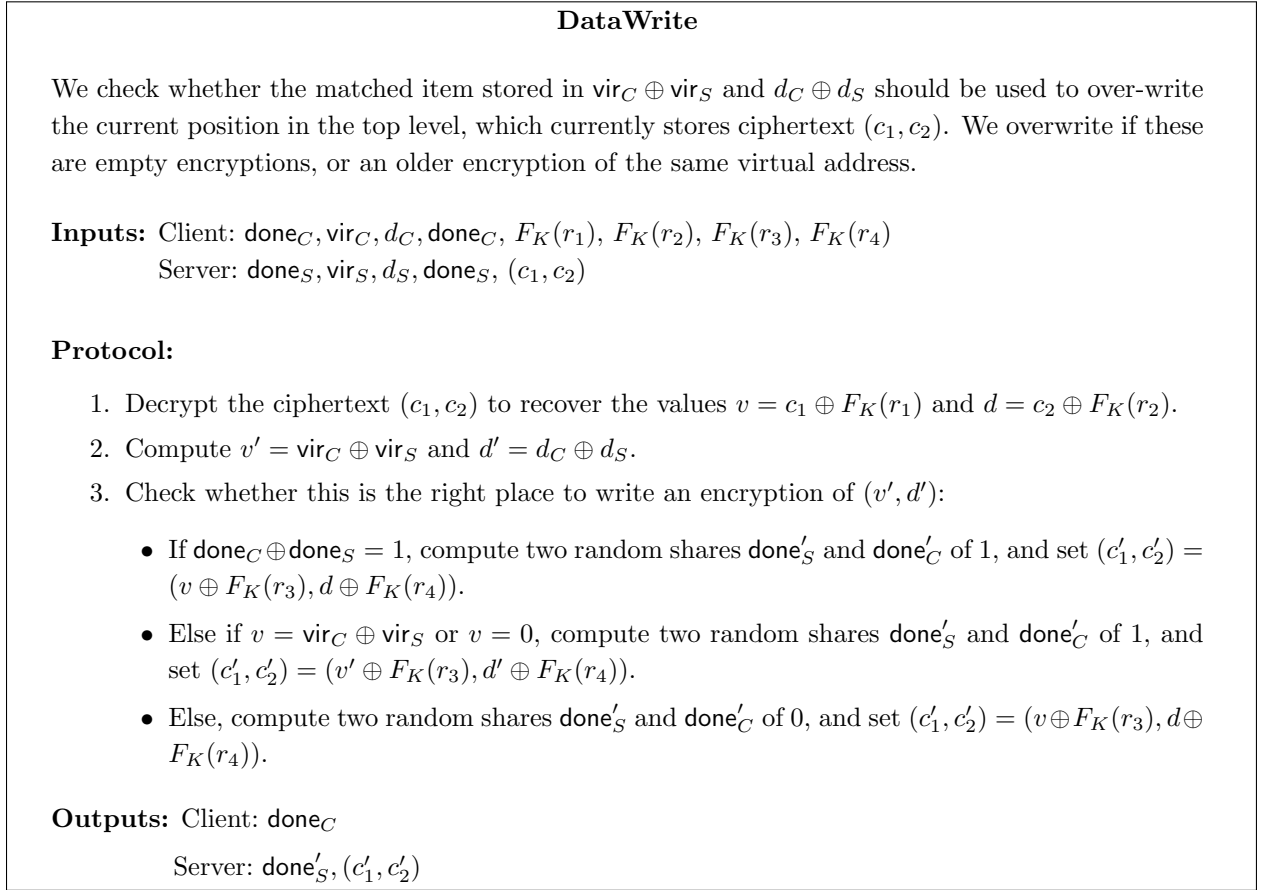 DataWrite
We check whether the matched item stored in vir_C ⊕ vir_S and d_C ⊕ d_S should be used to over-write
the current position in the top level, which currently stores ciphertext (c_1, c_2). We overwrite if these
are empty encryptions, or an older encryption of the same virtual address.
Inputs: Client: done_C, vir_C, d_C, done_C, F_K(r_1), F_K(r_2), F_K(r_3), F_K(r_4)
Server: done_S, vir_S, d_S, done_S, (c_1, c_2)
Protocol:
1. Decrypt the ciphertext (c_1, c_2) to recover the values v = c_1 ⊕ F_K(r_1) and d = c_2 ⊕ F_K(r_2).
2. Compute v′ = vir_C ⊕ vir_S and d′ = d_C ⊕ d_S.
3. Check whether this is the right place to write an encryption of (v′, d′):
• If done_C ⊕ done_S = 1, compute two random shares done′_S and done′_C of 1, and set (c′_1, c′_2) =
(v ⊕ F_K(r_3), d ⊕ F_K(r_4)).
• Else if v = vir_C ⊕ vir_S or v = 0, compute two random shares done′_S and done′_C of 1, and
set (c′_1, c′_2) = (v′ ⊕ F_K(r_3), d′ ⊕ F_K(r_4)).
• Else, compute two random shares done′_S and done′_C of 0, and set (c′_1, c′_2) = (v ⊕ F_K(r_3), d ⊕
F_K(r_4)).
Outputs: Client: done_C
Server: done′_S, (c′_1, c′_2)